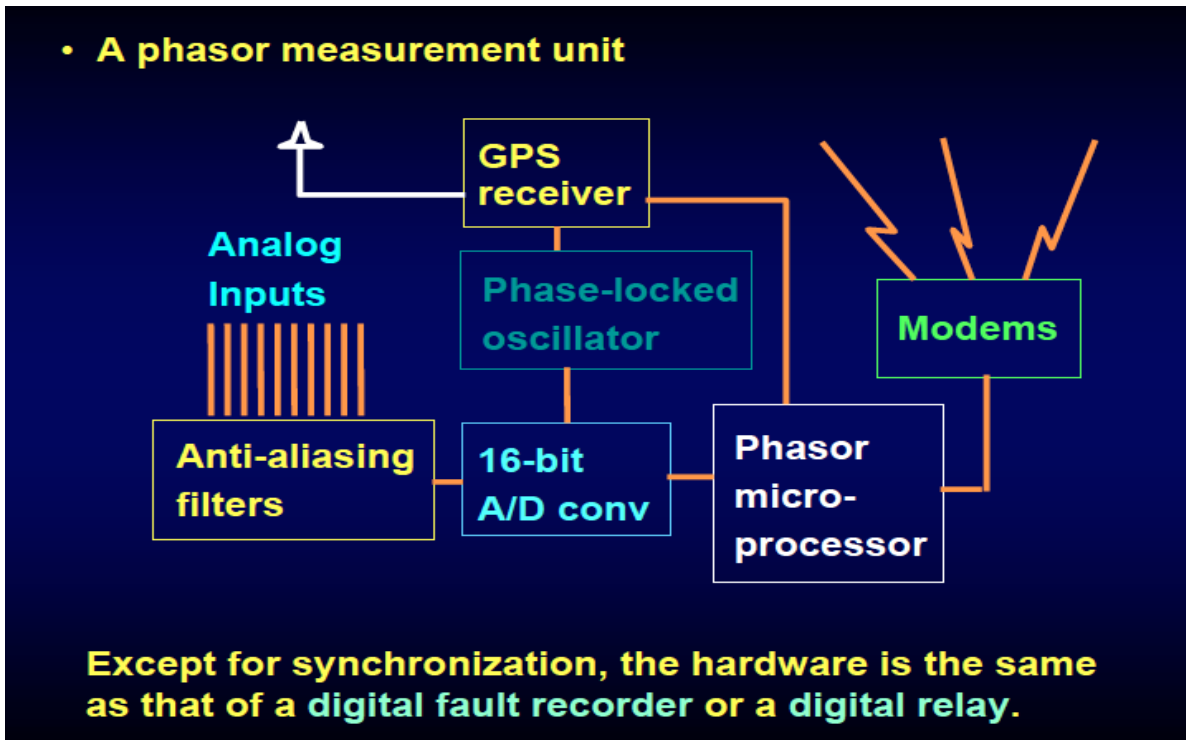 • A phasor measurement unit
GPS
receiver
Analog
Inputs
Phase-locked
oscillator
Modems
Anti-aliasing
filters
16-bit
A/D conv
Phasor
micro-
processor
Except for synchronization, the hardware is the same
as that of a digital fault recorder or a digital relay.